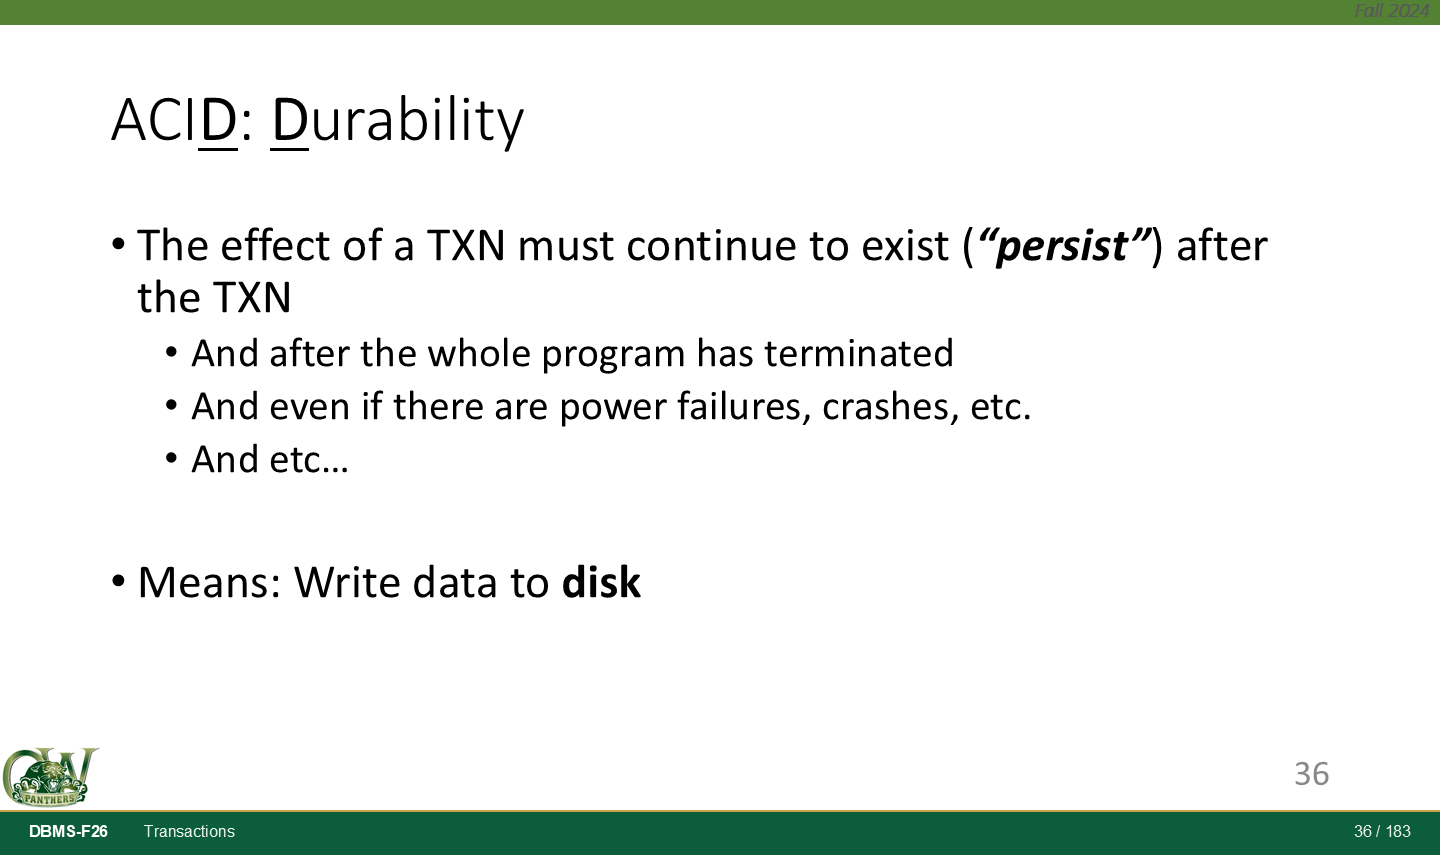 Fall 2024
ACID: Durability
• The effect of a TXN must continue to exist (“persist”) after
the TXN
• And after the whole program has terminated
• And even if there are power failures, crashes, etc.
• And etc…
• Means: Write data to disk
36
OW
PANTHERS
DBMS-F26 Transactions 36 / 183